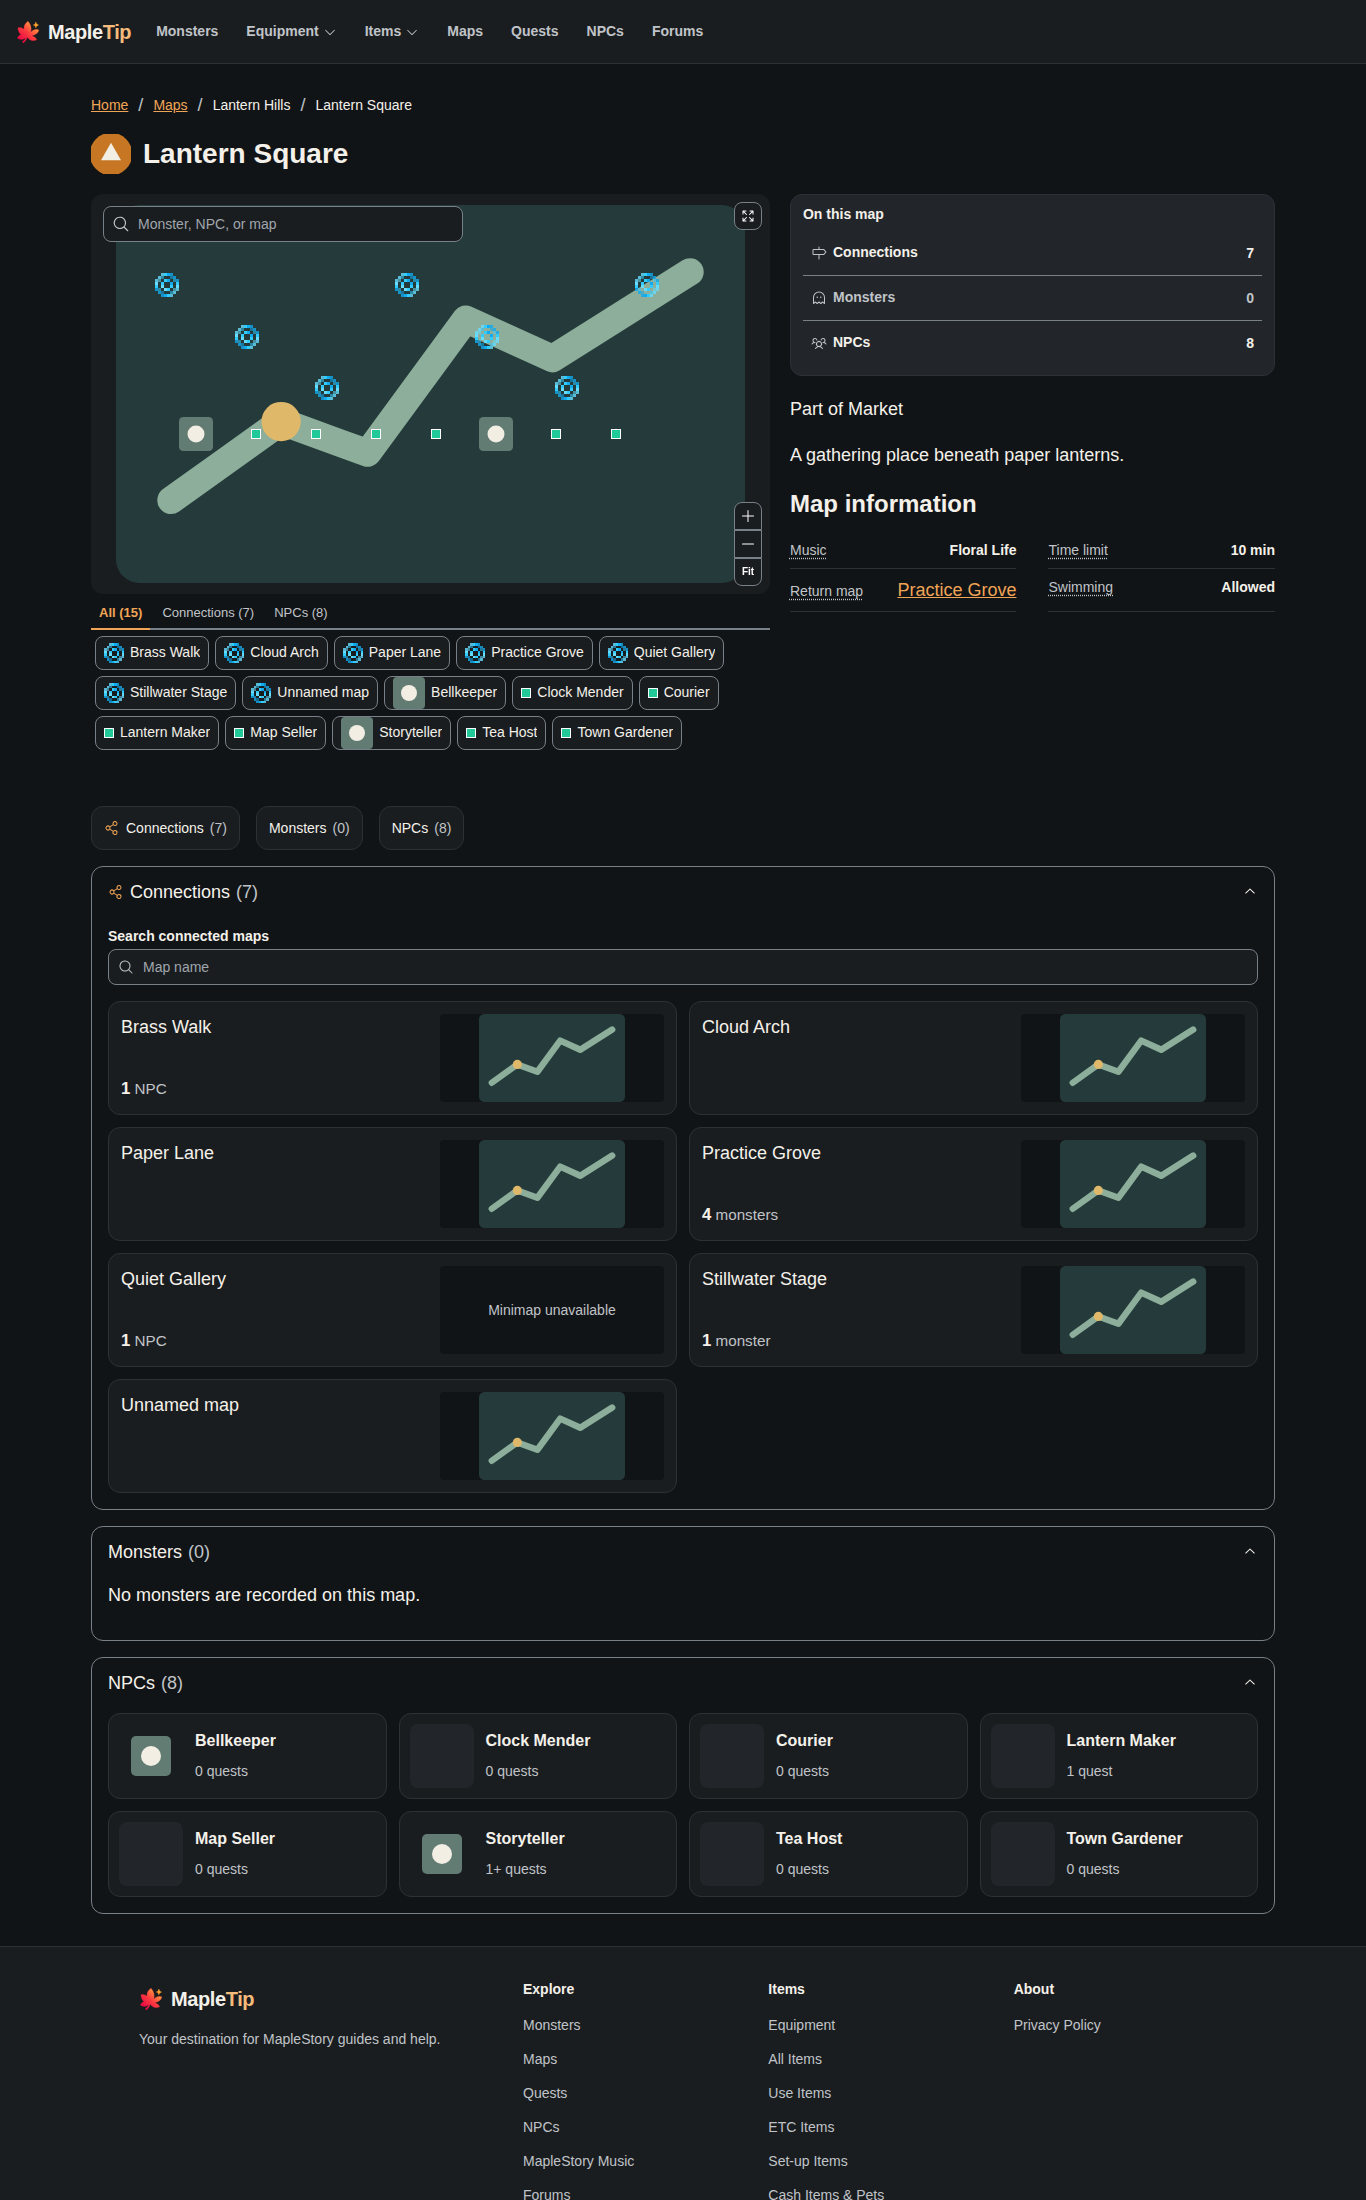 MapleTip Monsters Equipment Items Maps Quests NPCs Forums
Home / Maps / Lantern Hills / Lantern Square
Lantern Square
Monster, NPC, or map
Fit
All (15) Connections (7) NPCs (8)
Brass Walk Cloud Arch Paper Lane Practice Grove Quiet Gallery
Stillwater Stage Unnamed map Bellkeeper Clock Mender Courier
Lantern Maker Map Seller Storyteller Tea Host Town Gardener
On this map
Connections 7
Monsters 0
NPCs 8
Part of Market
A gathering place beneath paper lanterns.
Map information
Music Floral Life Time limit 10 min
Return map Practice Grove Swimming Allowed
Connections (7) Monsters (0) NPCs (8)
Connections (7)
Search connected maps
Map name
Brass Walk
1 NPC
Cloud Arch
Paper Lane
Practice Grove
4 monsters
Quiet Gallery
1 NPC
Minimap unavailable
Stillwater Stage
1 monster
Unnamed map
Monsters (0)
No monsters are recorded on this map.
NPCs (8)
Bellkeeper
0 quests
Clock Mender
0 quests
Courier
0 quests
Lantern Maker
1 quest
Map Seller
0 quests
Storyteller
1+ quests
Tea Host
0 quests
Town Gardener
0 quests
MapleTip
Your destination for MapleStory guides and help.
Explore
Monsters
Maps
Quests
NPCs
MapleStory Music
Forums
Items
Equipment
All Items
Use Items
ETC Items
Set-up Items
Cash Items & Pets
About
Privacy Policy